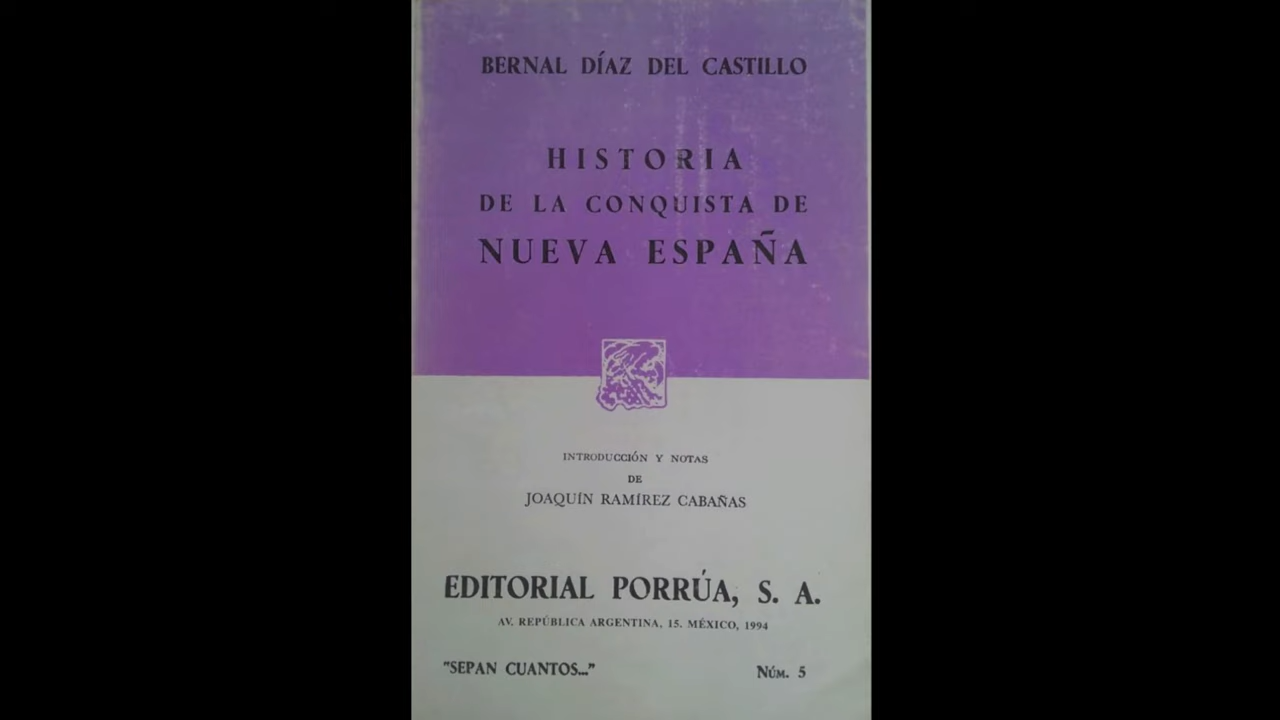 BERNAL DÍAZ DEL CASTILLO
HISTORIA
DE LA CONQUISTA DE
NUEVA ESPAÑA
INTRODUCCIÓN Y NOTAS
DE
JOAQUÍN RAMÍREZ CABAÑAS
EDITORIAL PORRÚA, S. A.
AV. REPÚBLICA ARGENTINA, 15. MÉXICO, 1994
"SEPAN CUANTOS..." NÚM. 5